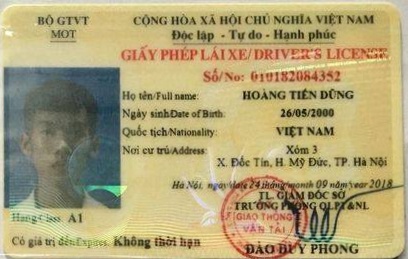 BỘ GTVT
MOT
CỘNG HÒA XÃ HỘI CHỦ NGHĨA VIỆT NAM
Độc lập - Tự do - Hạnh phúc
GIẤY PHÉP LÁI XE/ DRIVER'S LICENSE
Số/No: 010182084352
Họ tên/Full name: HOÀNG TIẾN DŨNG
Ngày sinh/Date of Birth: 26/05/2000
Quốc tịch/Nationality: VIỆT NAM
Nơi cư trú/Address: Xóm 3
X. Đốc Tín, H. Mỹ Đức, TP. Hà Nội
Hà Nội, ngày/date 24 tháng/month 09 năm/year 2018
TL. GIÁM ĐỐC SỞ
TRƯỞNG PHÒNG QLPT&NL
GIAO THÔNG
VẬN TẢI
Hạng/Class A1
Có giá trị đến/Expires Không thời hạn
ĐÀO DUY PHONG